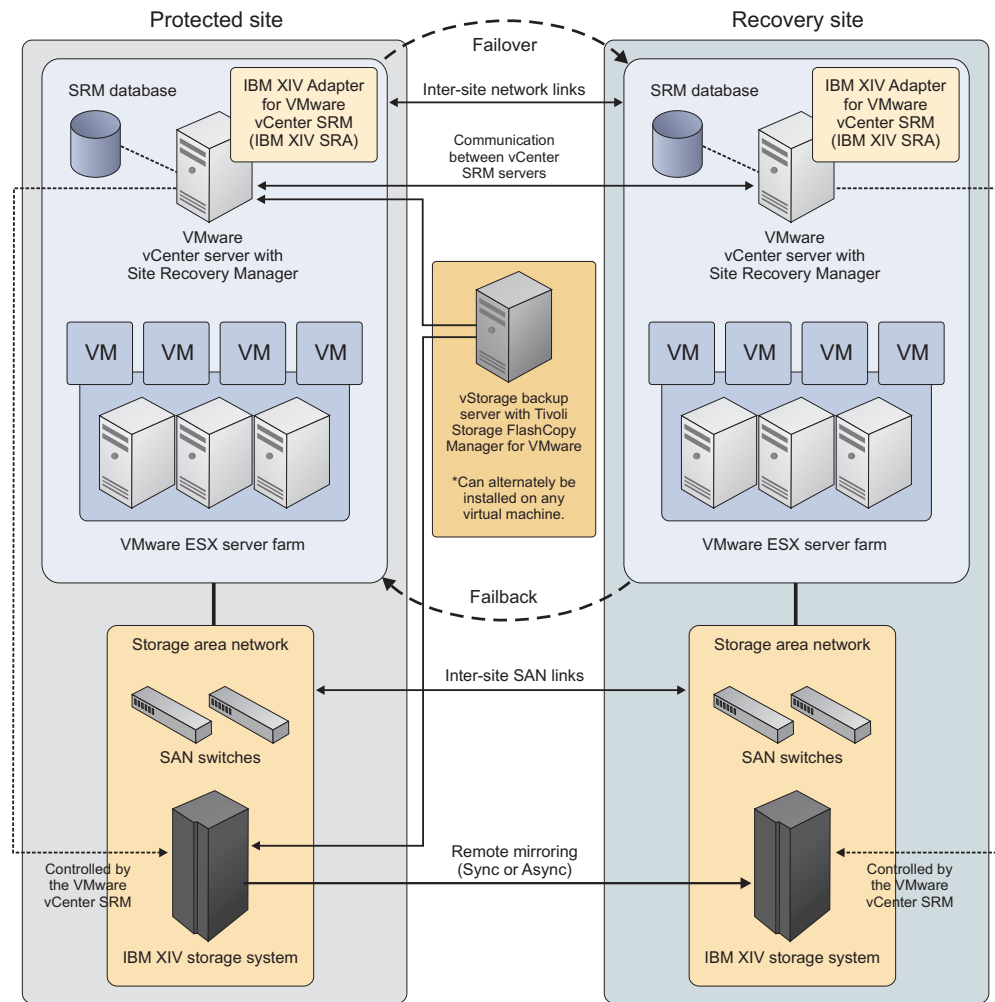 Protected site
Recovery site
Failover
SRM database
IBM XIV Adapter
for VMware
vCenter SRM
(IBM XIV SRA)
Inter-site network links
SRM database
IBM XIV Adapter
for VMware
vCenter SRM
(IBM XIV SRA)
Communication
between vCenter
SRM servers
VMware
vCenter server with
Site Recovery Manager
VMware
vCenter server with
Site Recovery Manager
VM
VM
VM
VM
VM
VM
VM
VM
vStorage backup
server with Tivoli
Storage FlashCopy
Manager for VMware
*Can alternately be
installed on any
virtual machine.
VMware ESX server farm
VMware ESX server farm
Failback
Storage area network
Storage area network
Inter-site SAN links
SAN switches
SAN switches
Remote mirroring
(Sync or Async)
Controlled by
the VMware
vCenter SRM
Controlled by
the VMware
vCenter SRM
IBM XIV storage system
IBM XIV storage system